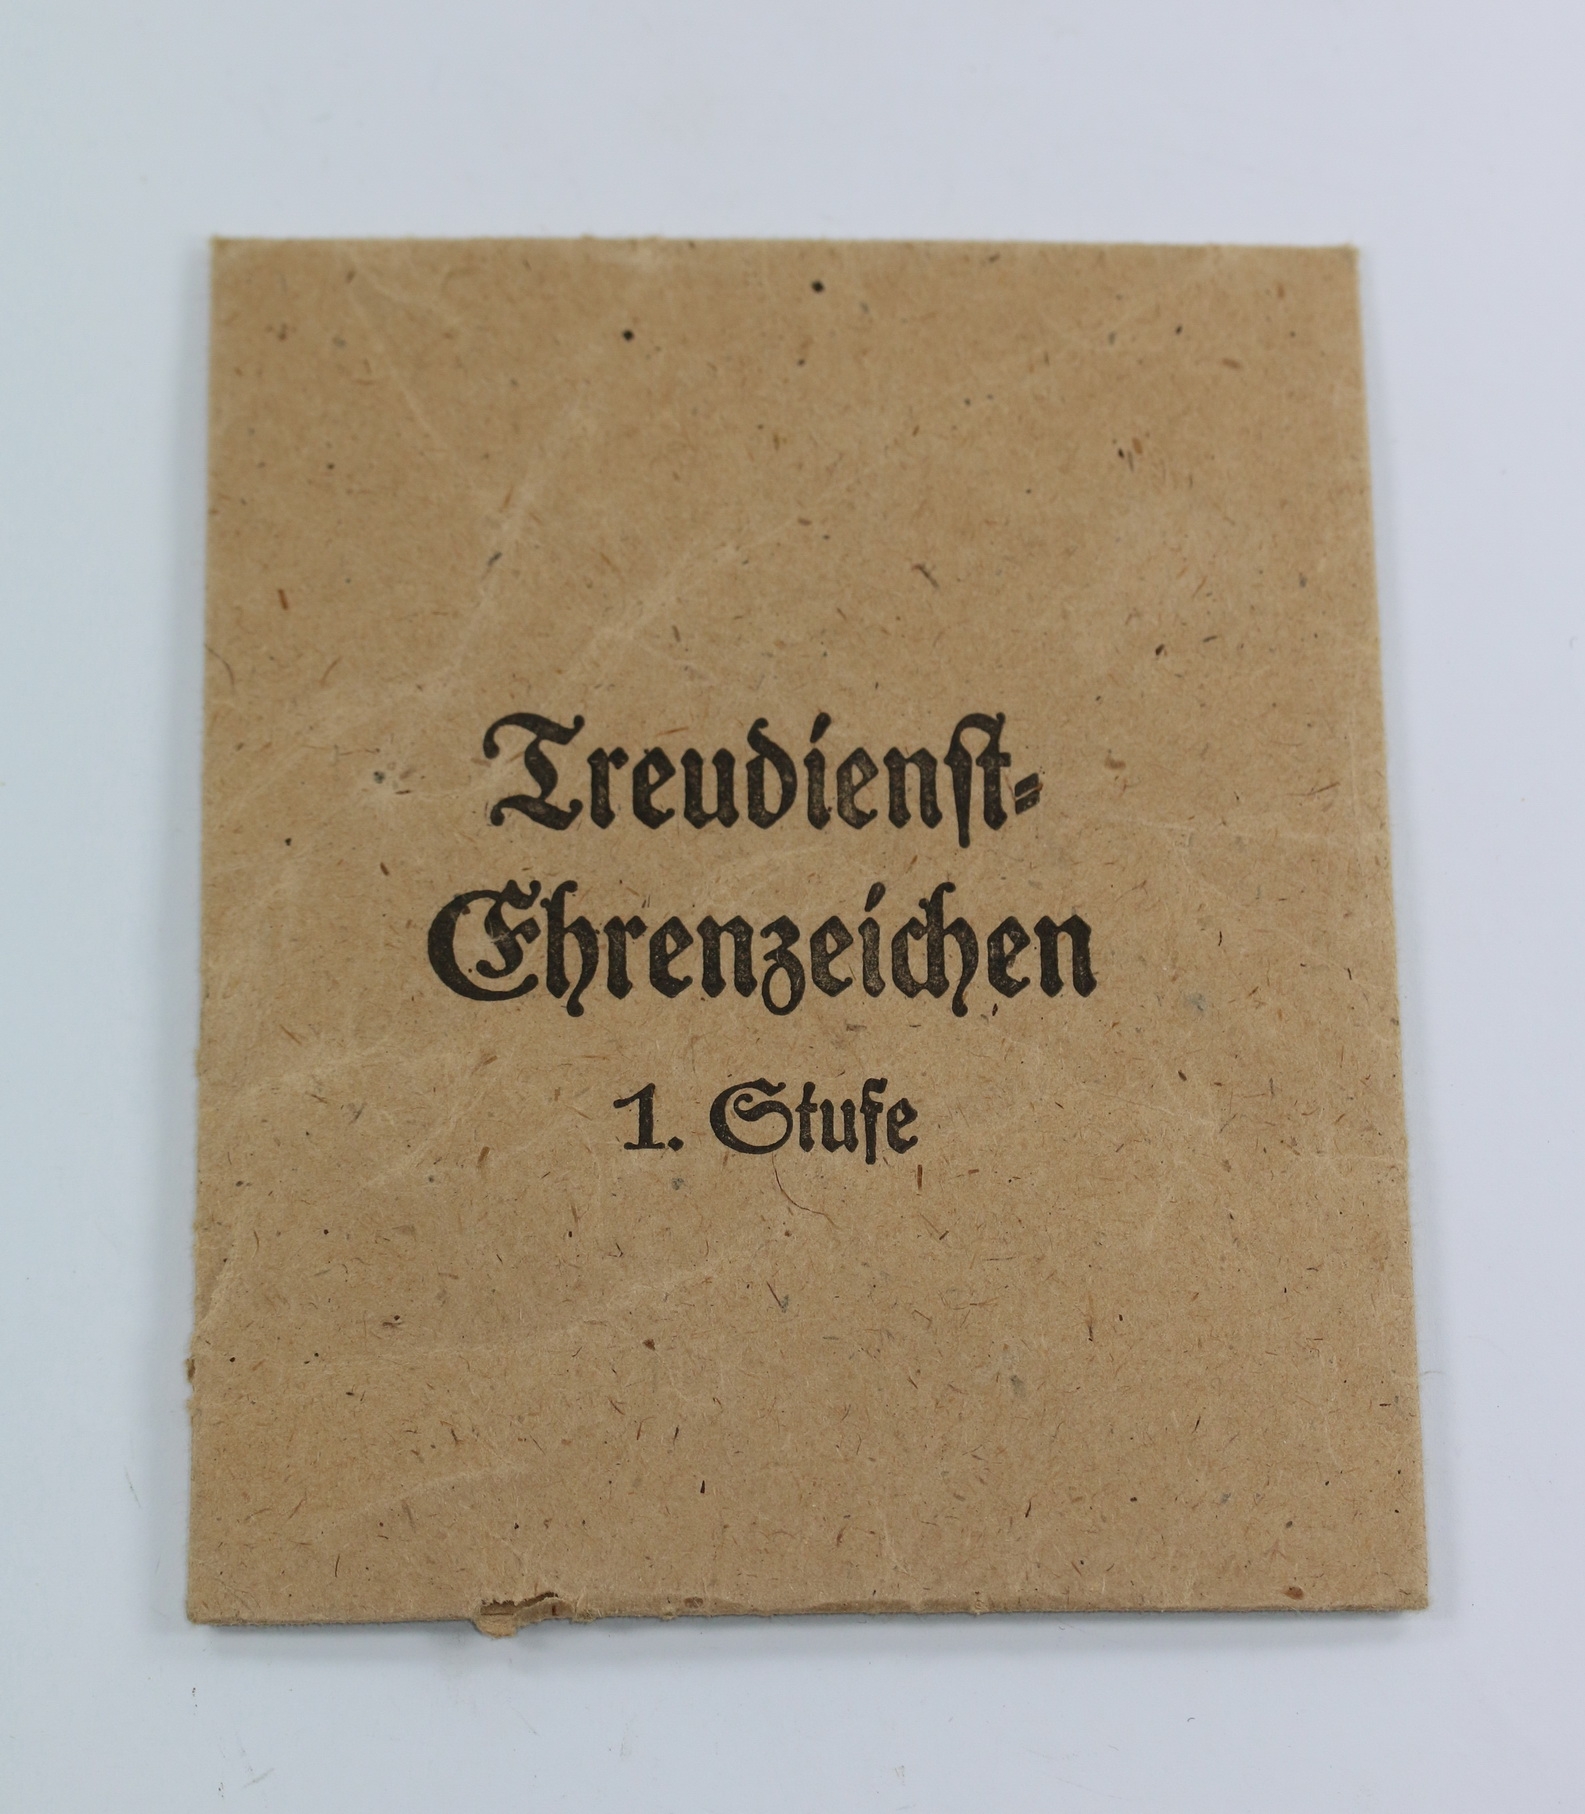 Treudienſt-
Ehrenzeichen
1. Stufe